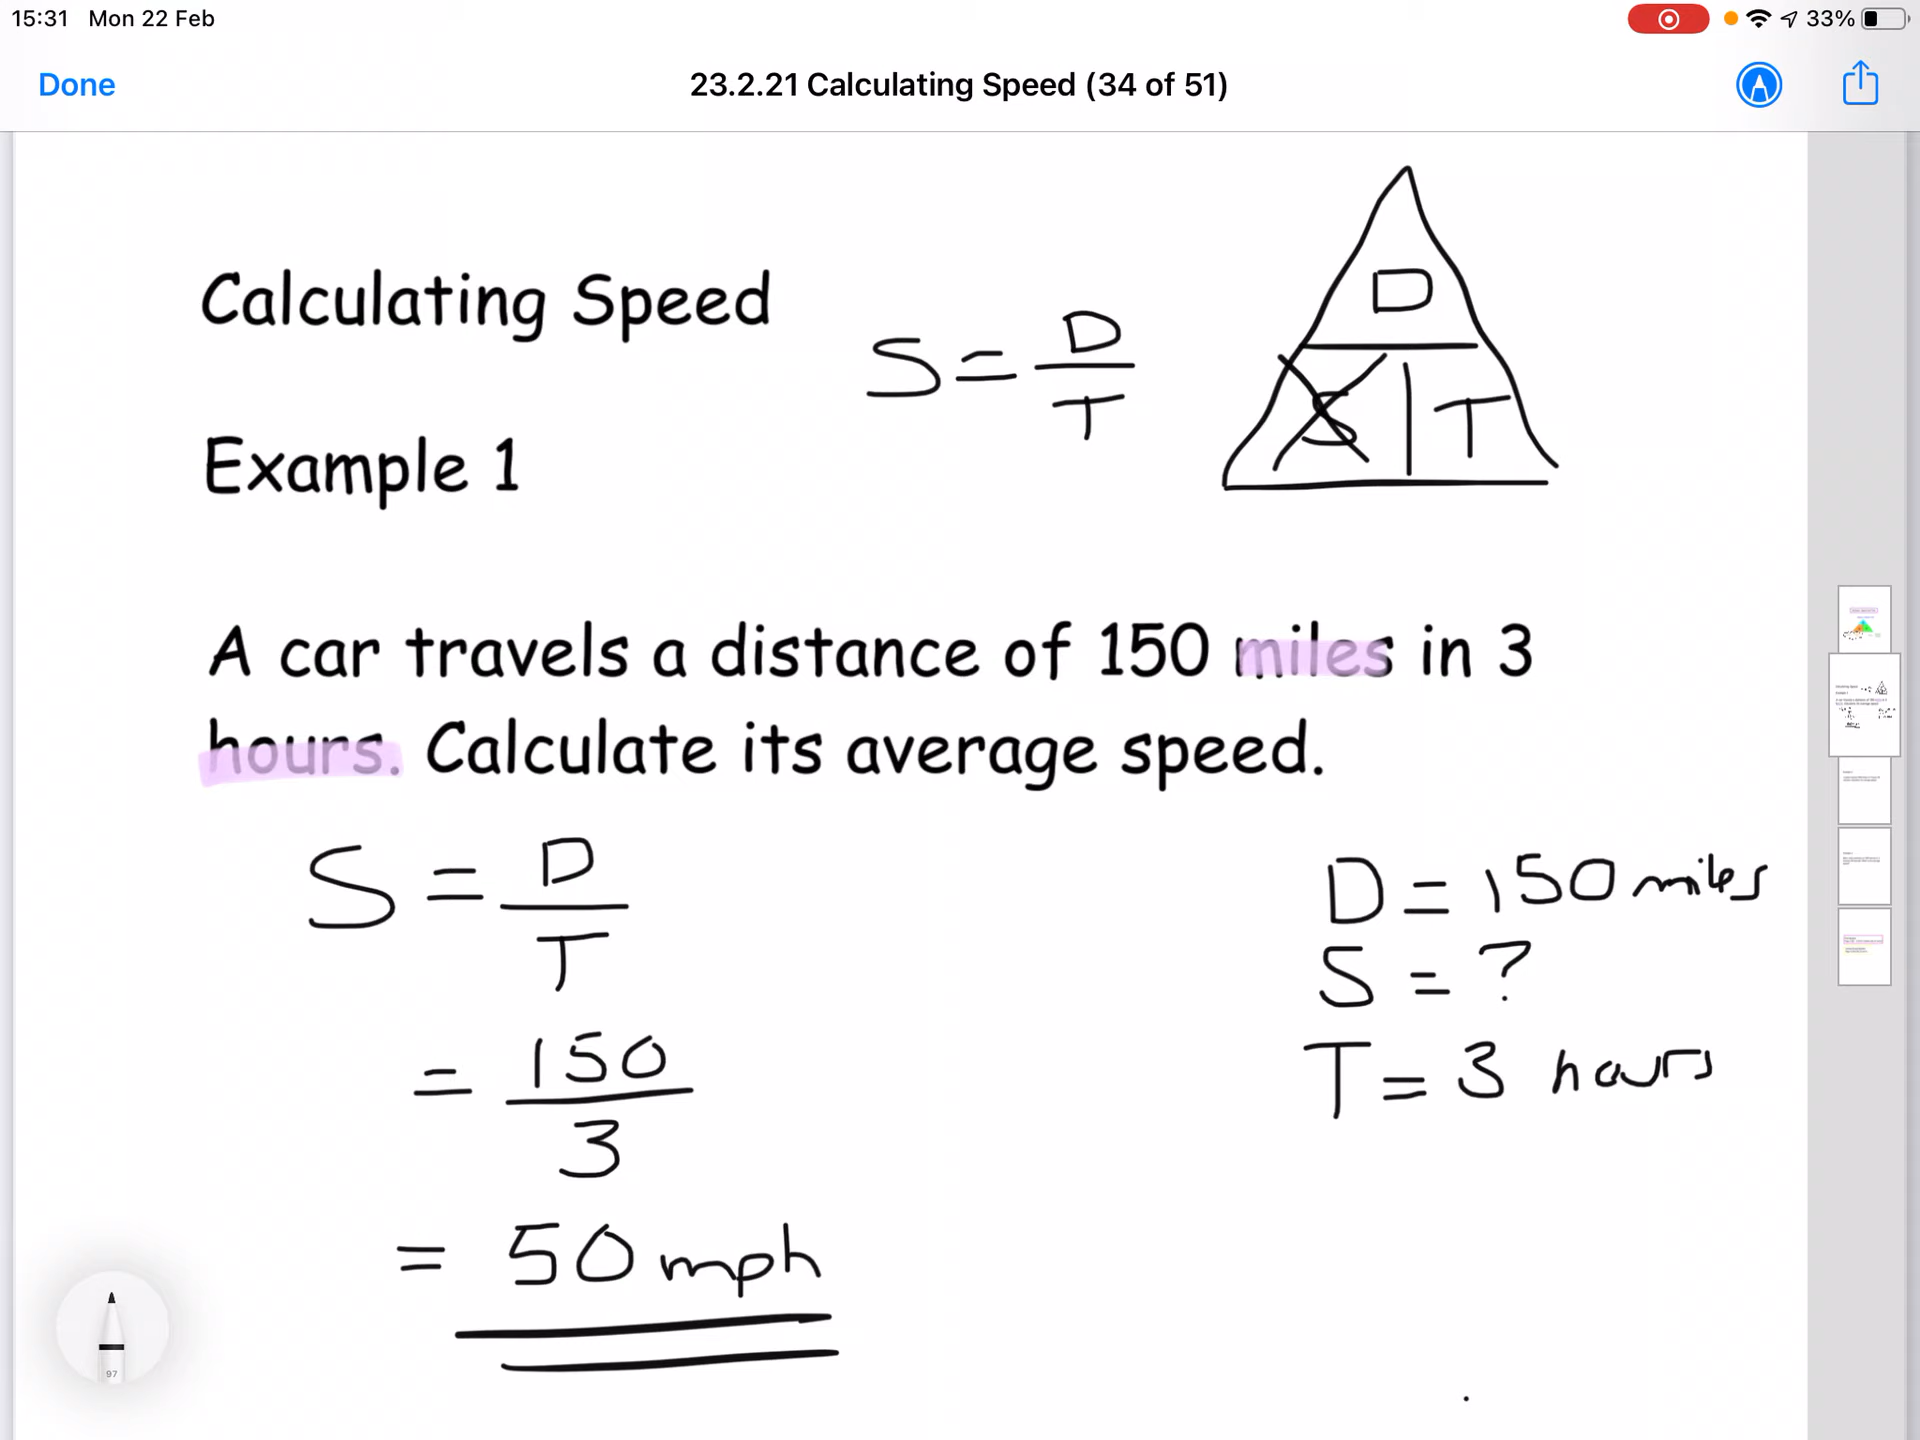 15:31 Mon 22 Feb
33%
Done
23.2.21 Calculating Speed (34 of 51)
Calculating Speed
S = D
T
D
S T
Example 1
A car travels a distance of 150 miles in 3
hours. Calculate its average speed.
S = D
T
= 150
3
= 50 mph
D = 150 miles
S = ?
T = 3 hours
97